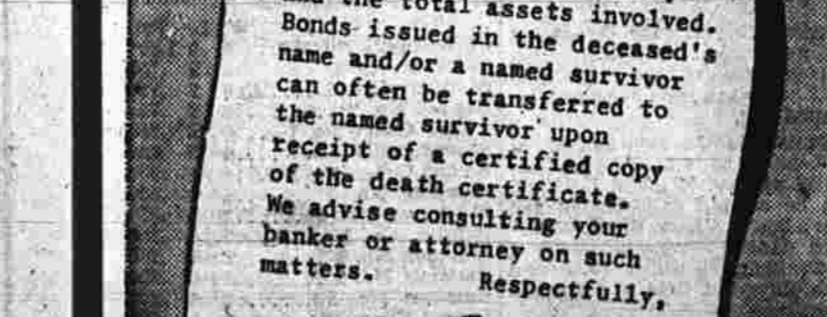 the total assets involved.
Bonds issued in the deceased's
name and/or a named survivor
can often be transferred to
the named survivor upon
receipt of a certified copy
of the death certificate.
We advise consulting your
banker or attorney on such
matters. Respectfully,